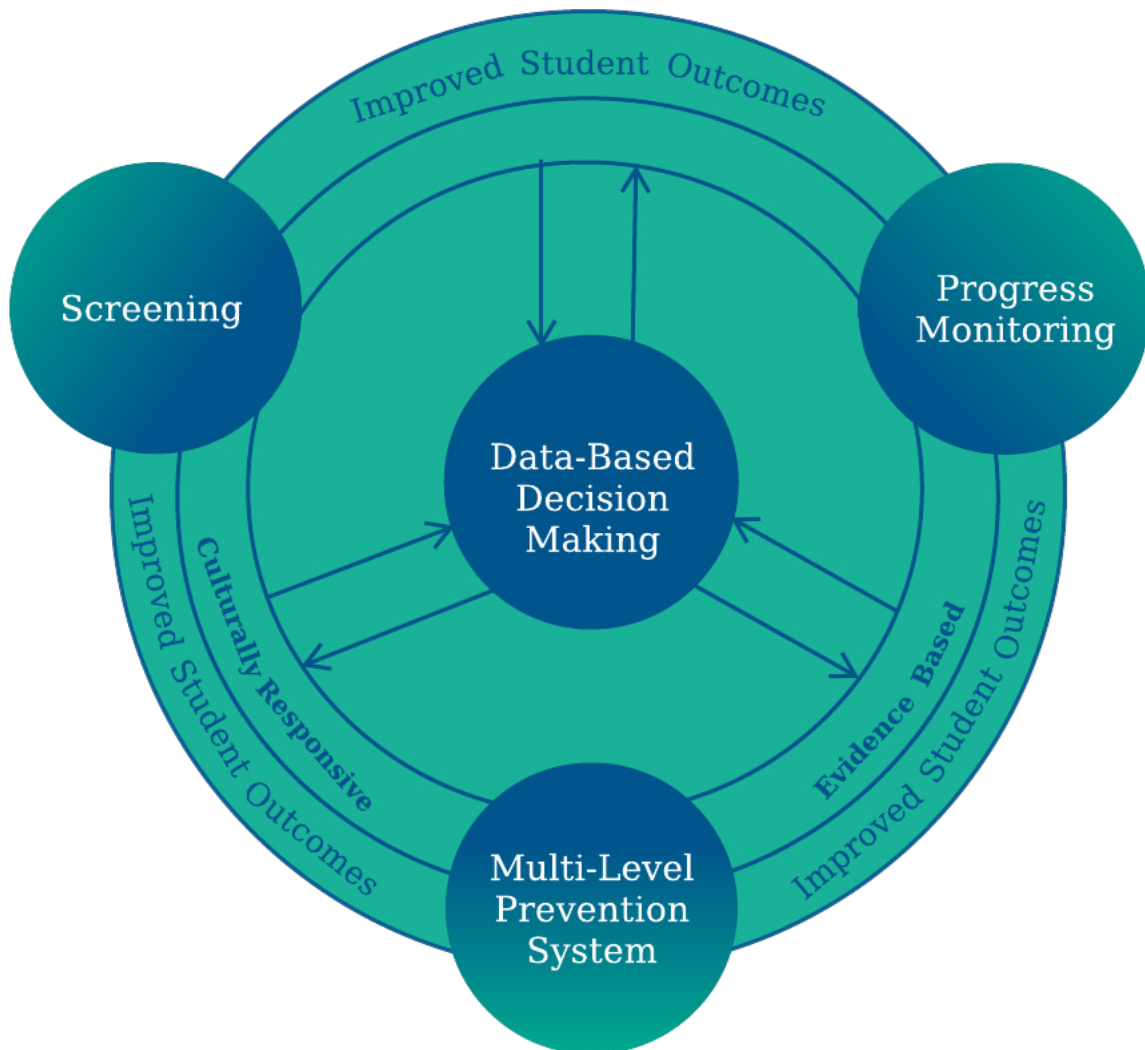 Improved Student Outcomes
Screening
Progress
Monitoring
Data-Based
Decision
Making
Improved Student Outcomes
Culturally Responsive
Evidence Based
Improved Student Outcomes
Multi-Level
Prevention
System